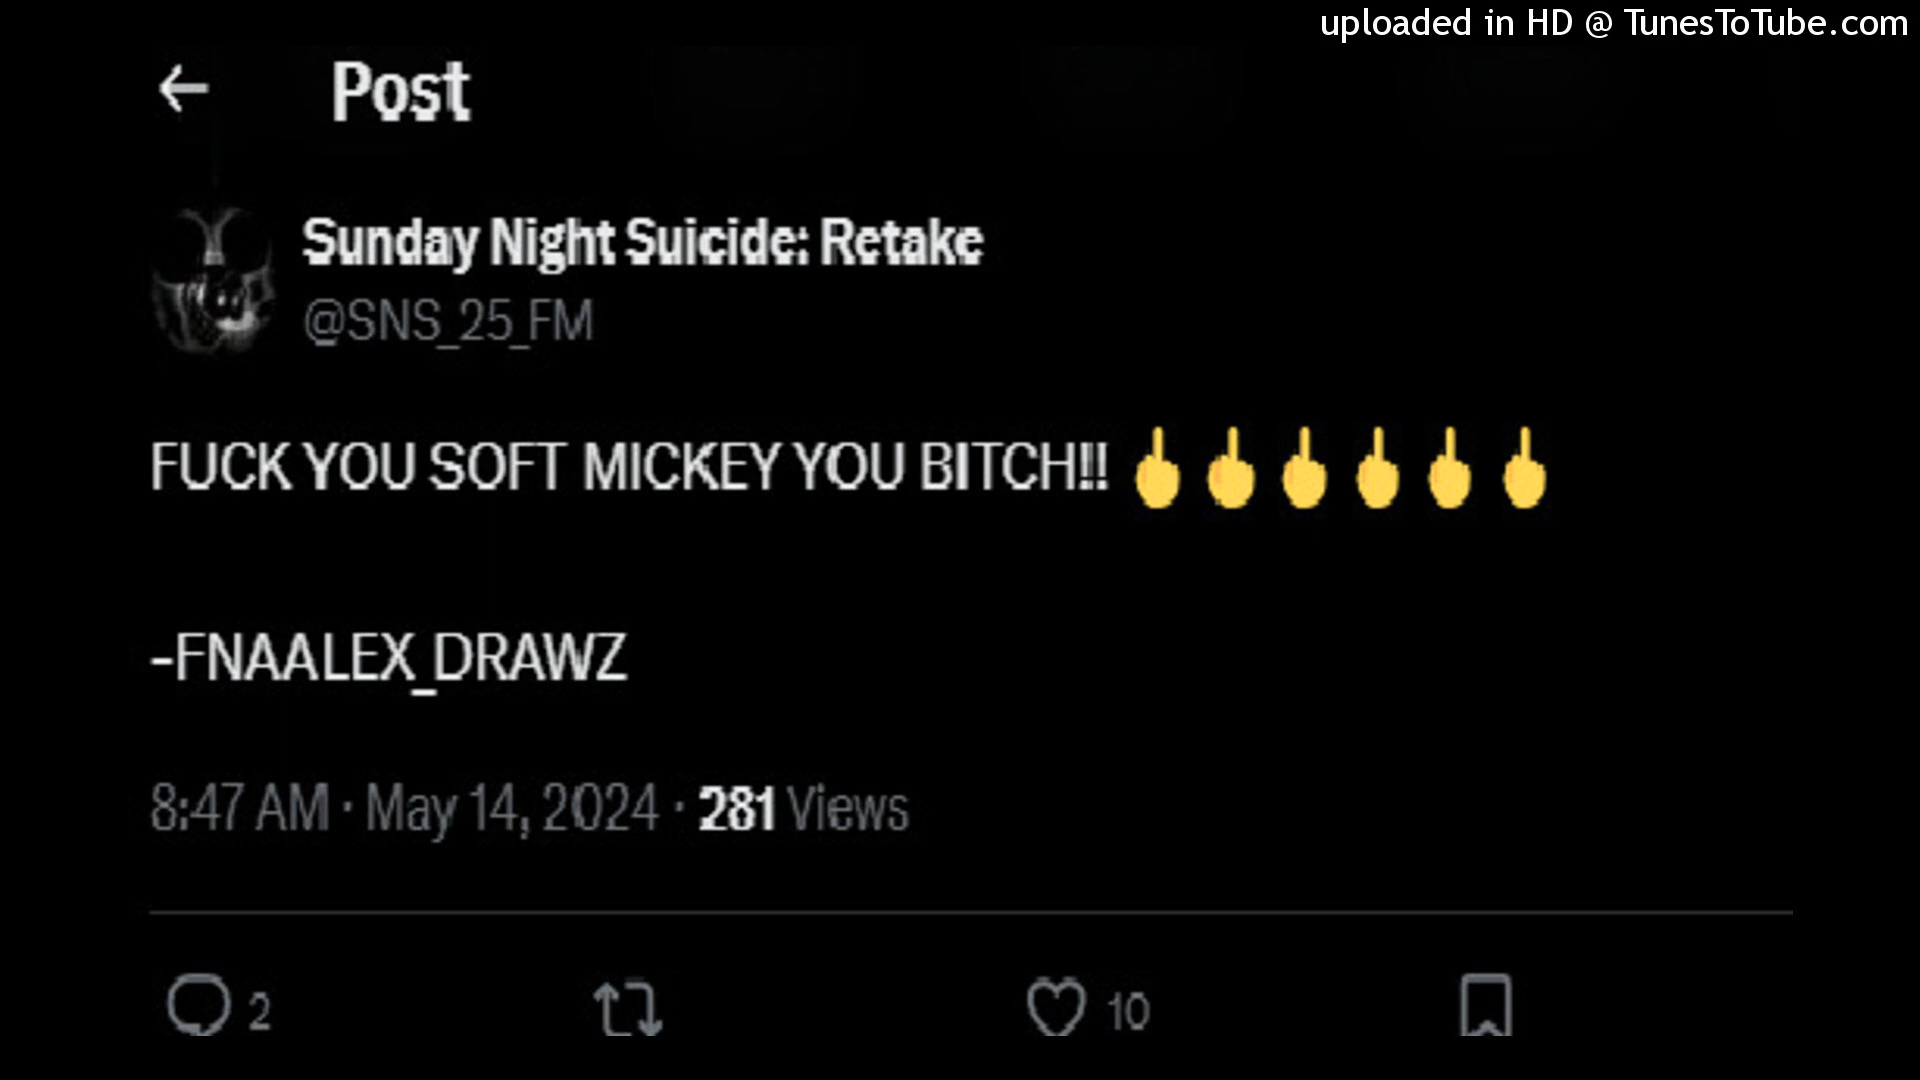 uploaded in HD @ TunesToTube.com
← Post
Sunday Night Suicide: Retake
@SNS_25_FM
FUCK YOU SOFT MICKEY YOU BITCH!! 🖕🖕🖕🖕🖕🖕
-FNAALEX_DRAWZ
8:47 AM · May 14, 2024 · 281 Views
2 10